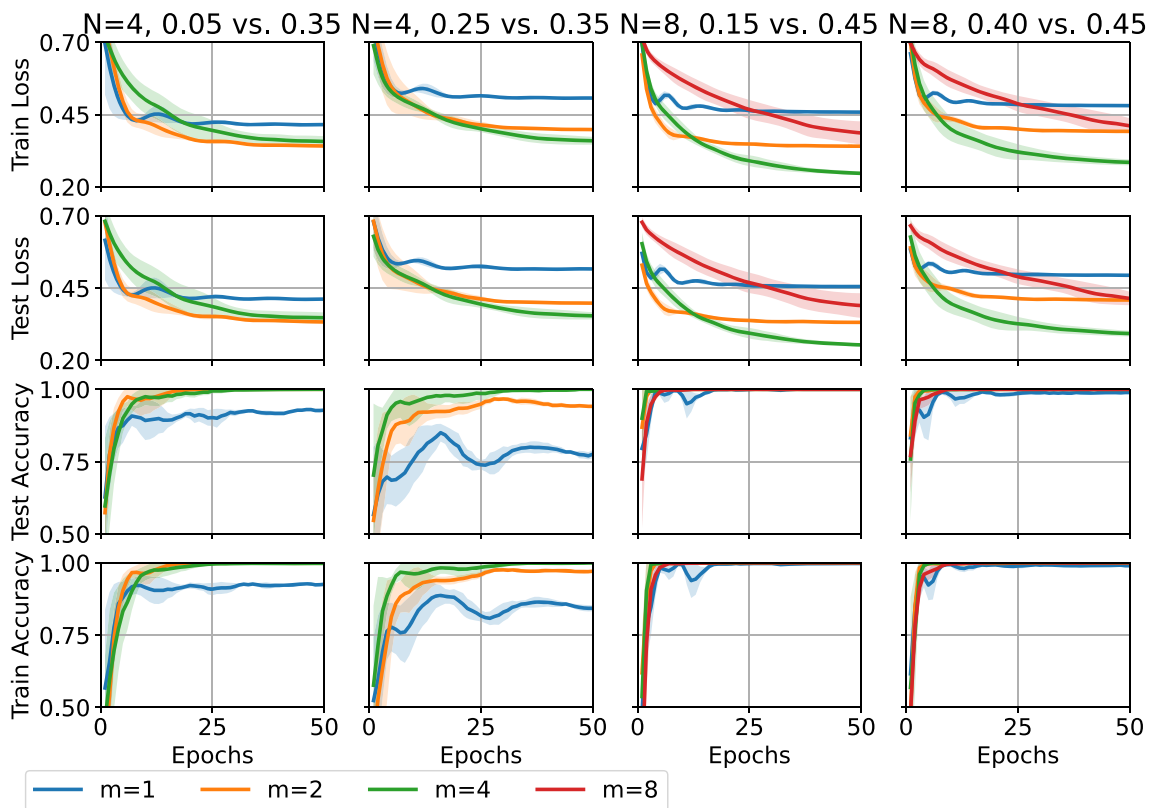 N=4, 0.05 vs. 0.35 N=4, 0.25 vs. 0.35 N=8, 0.15 vs. 0.45 N=8, 0.40 vs. 0.45
Train Loss
0.70
0.45
0.20
Test Loss
0.70
0.45
0.20
Test Accuracy
1.00
0.75
0.50
Train Accuracy
1.00
0.75
0.50
0 25 50 0 25 50 0 25 50 0 25 50
Epochs Epochs Epochs Epochs
m=1 m=2 m=4 m=8